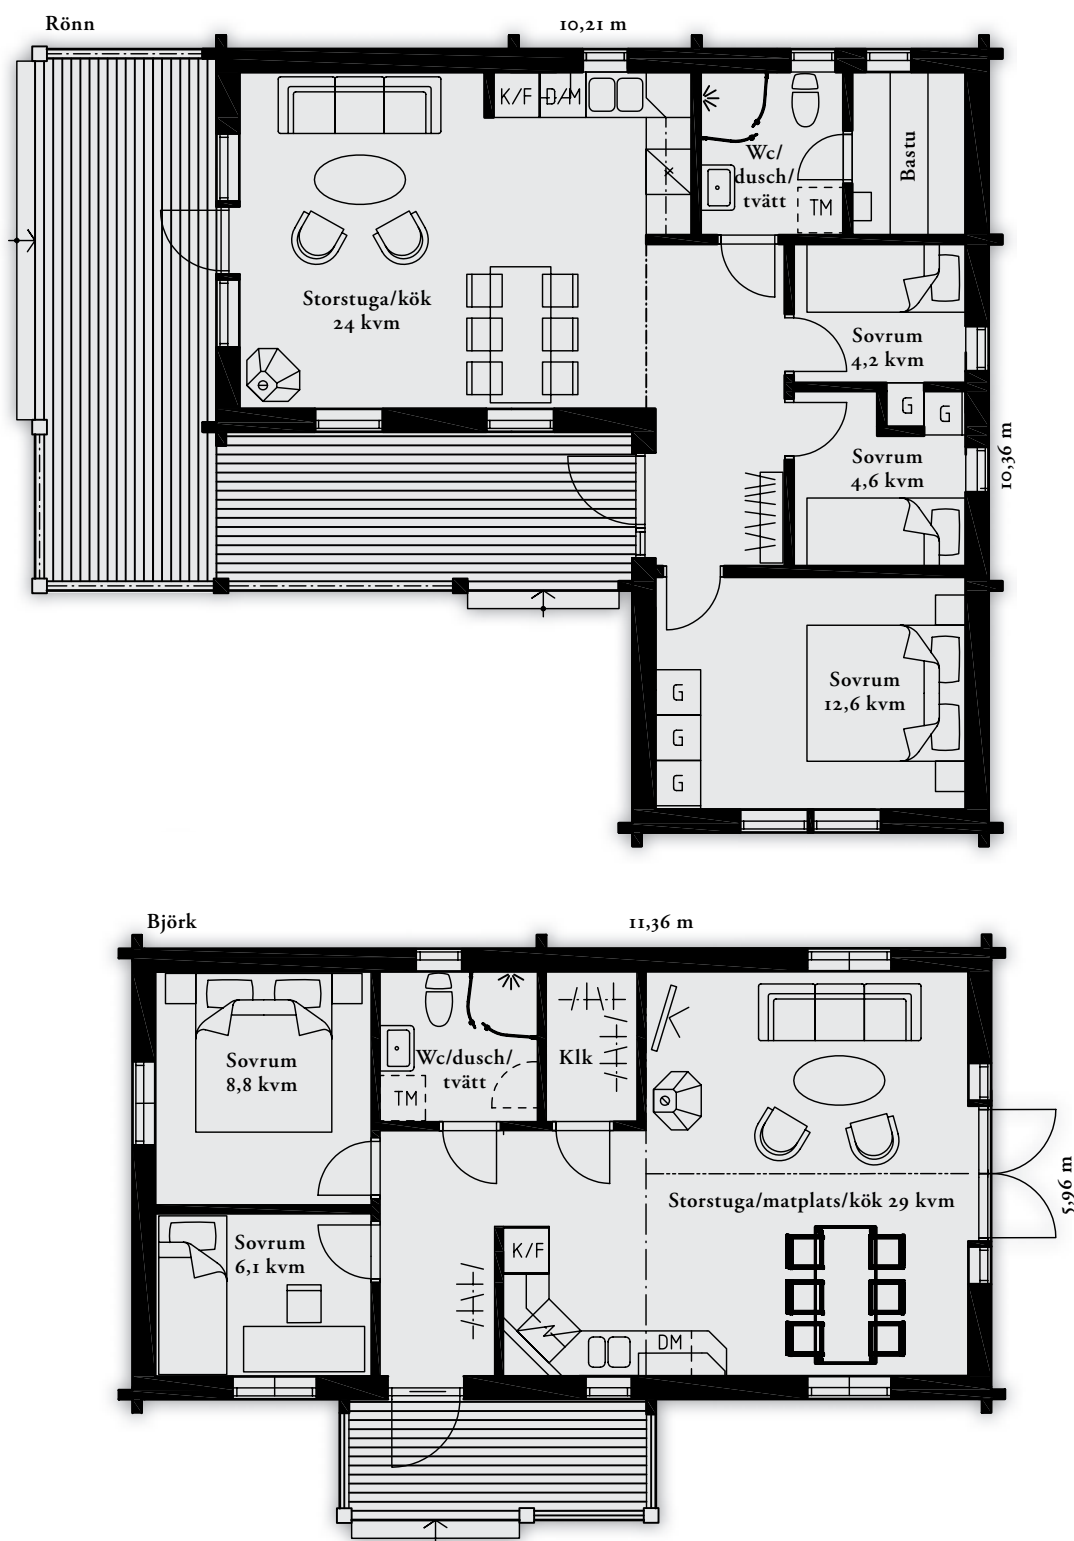 Rönn
10,21 m
K/F
D/M
Wc/
dusch/
tvätt
TM
Bastu
Storstuga/kök
24 kvm
Sovrum
4,2 kvm
G
G
Sovrum
4,6 kvm
10,36 m
Sovrum
12,6 kvm
G
G
G
Björk
11,36 m
Sovrum
8,8 kvm
Wc/dusch/
tvätt
TM
Klk
Storstuga/matplats/kök 29 kvm
5,96 m
Sovrum
6,1 kvm
K/F
DM